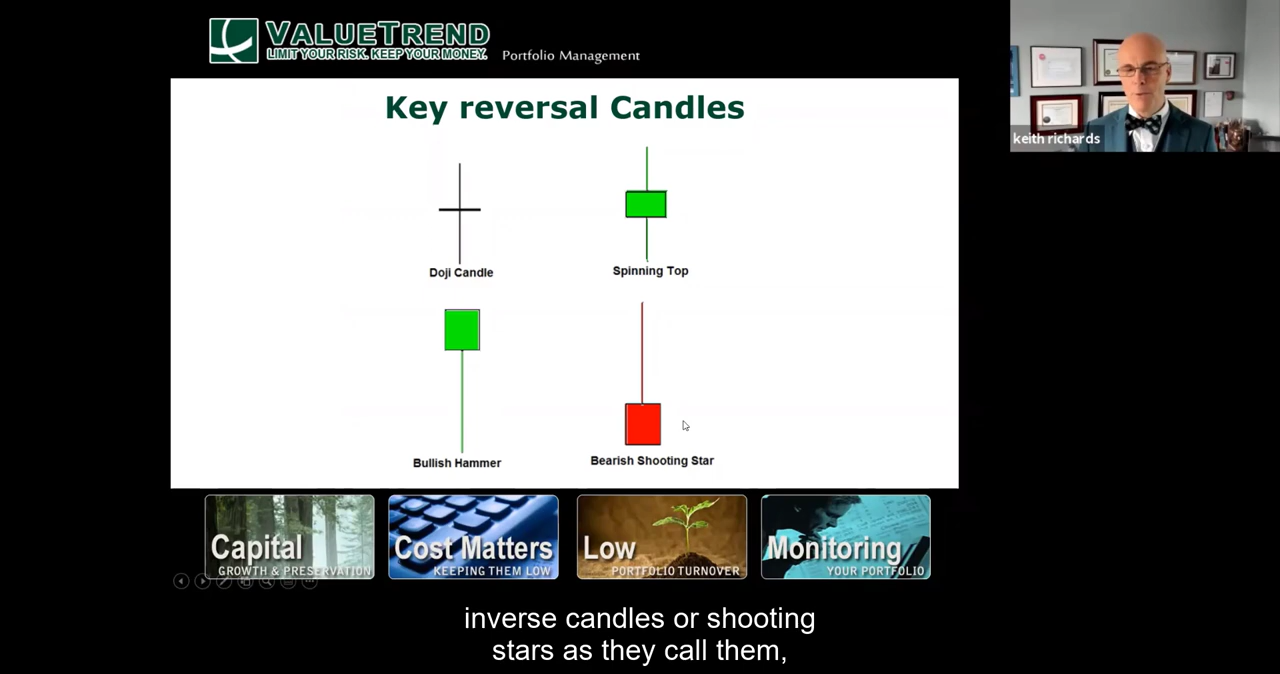 VALUETREND
LIMIT YOUR RISK. KEEP YOUR MONEY.
Portfolio Management
keith richards
Key reversal Candles
Doji Candle
Spinning Top
Bullish Hammer
Bearish Shooting Star
Capital
GROWTH & PRESERVATION
Cost Matters
KEEPING THEM LOW
Low
PORTFOLIO TURNOVER
Monitoring
YOUR PORTFOLIO
inverse candles or shooting
stars as they call them,